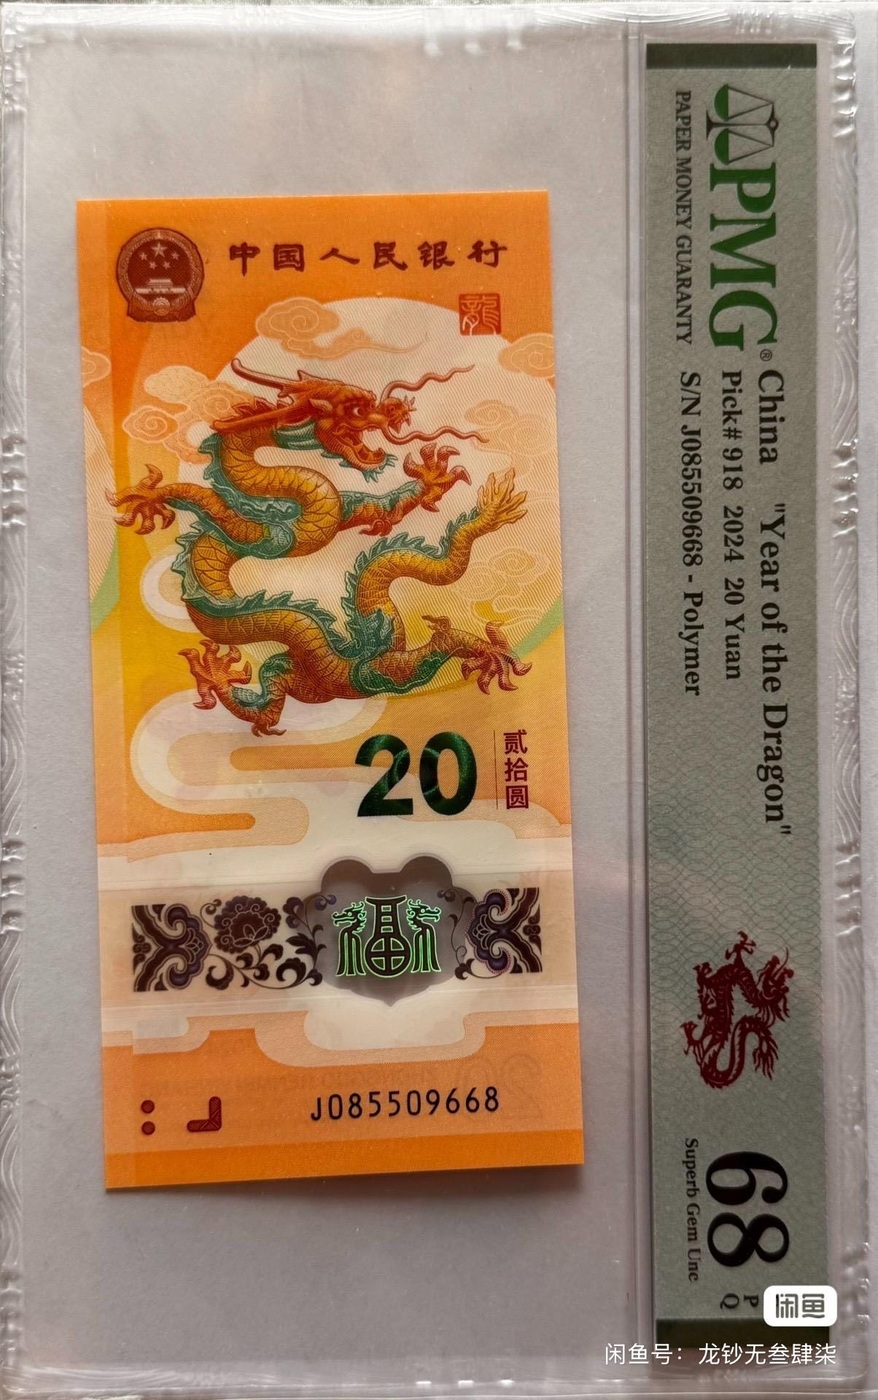 中国人民银行
龍
20
贰拾圆
福
J085509668
PMG®
PAPER MONEY GUARANTY
China "Year of the Dragon"
Pick# 918 2024 20 Yuan
S/N J085509668 - Polymer
68
Superb Gem Unc
P
Q
闲鱼
闲鱼号：龙钞无叁肆柒